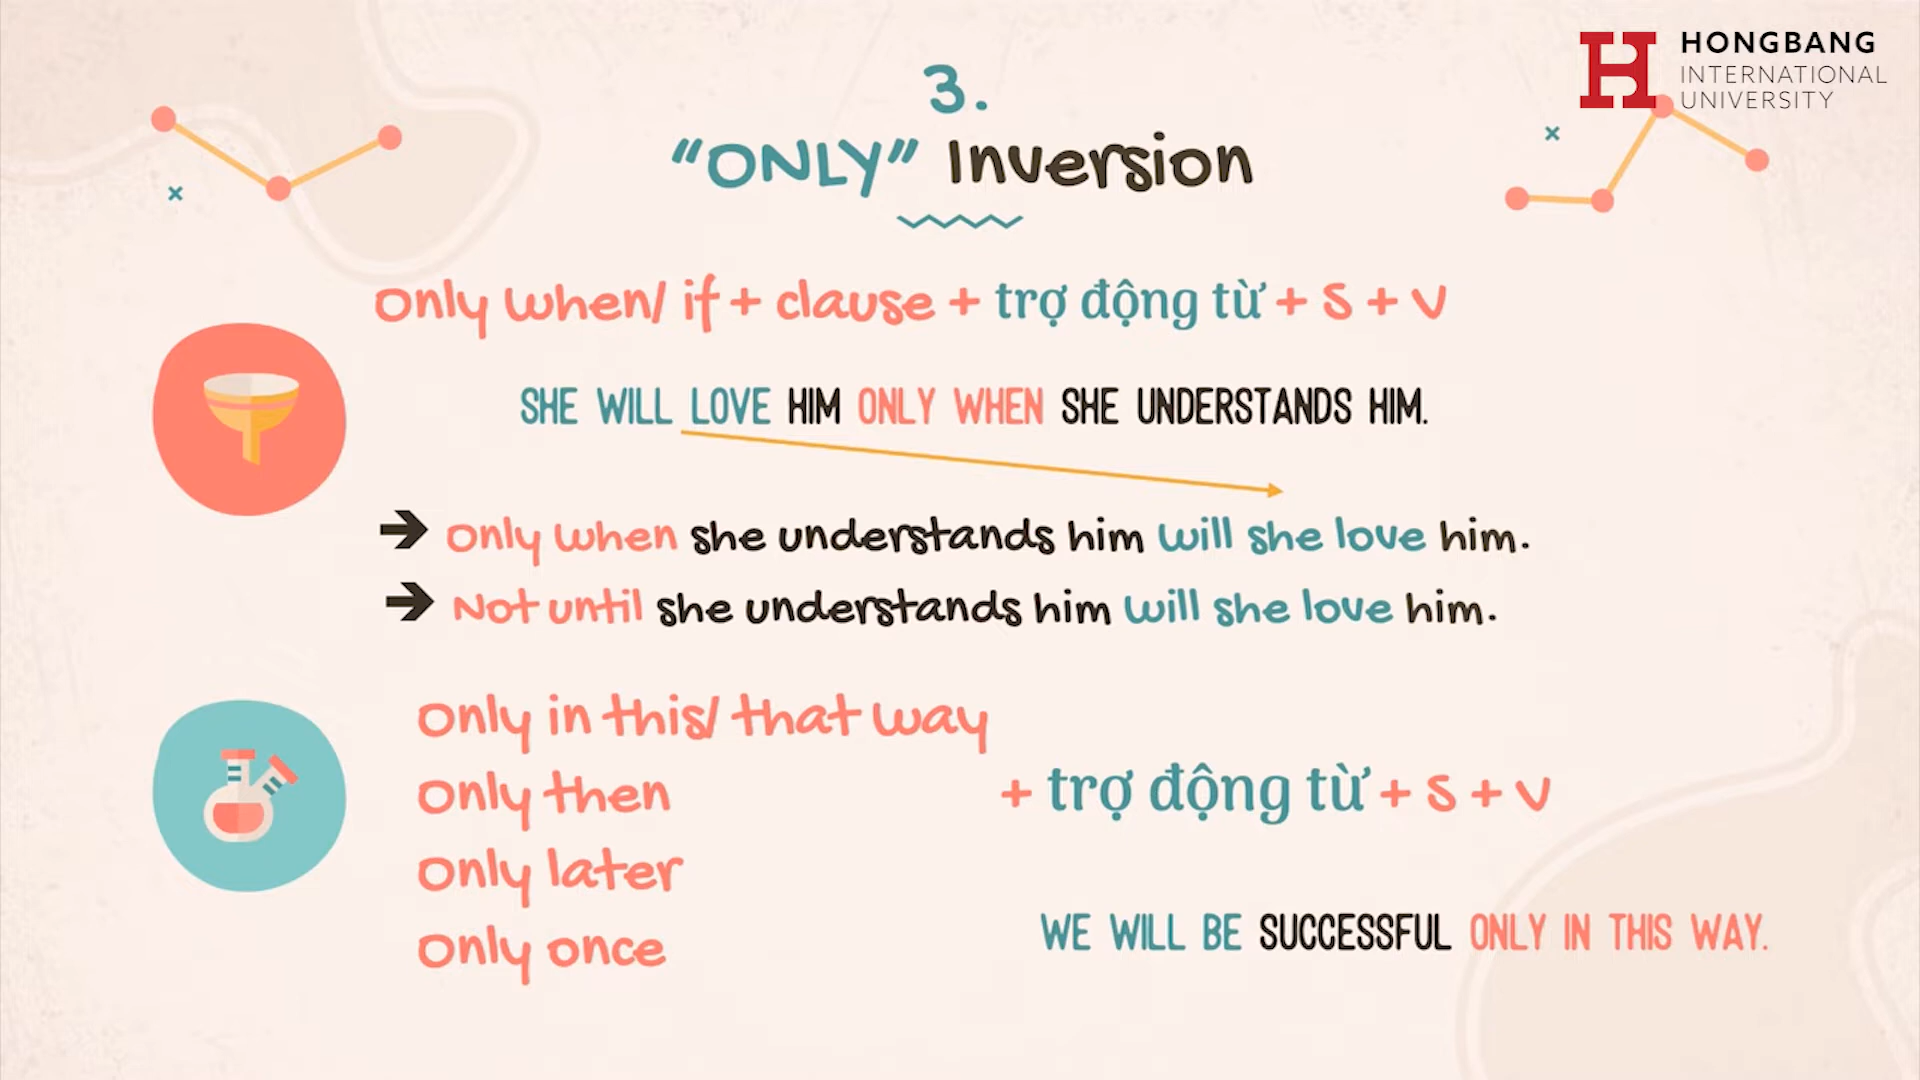 HONGBANG
INTERNATIONAL
UNIVERSITY
3.
“ONLY” Inversion
Only when/ if + clause + trợ động từ + S + V
SHE WILL LOVE HIM ONLY WHEN SHE UNDERSTANDS HIM.
Only when she understands him will she love him.
Not until she understands him will she love him.
Only in this/ that way
Only then
+ trợ động từ + S + V
Only later
WE WILL BE SUCCESSFUL ONLY IN THIS WAY.
Only once